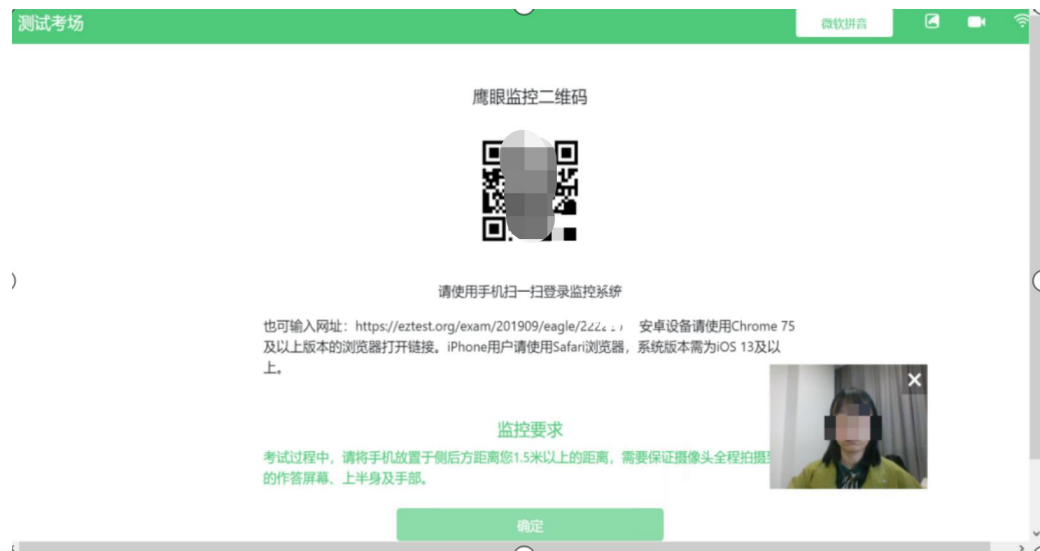 测试考场
微软拼音
鹰眼监控二维码
请使用手机扫一扫登录监控系统
也可输入网址：https://eztest.org/exam/201909/eagle/ 安卓设备请使用Chrome 75
及以上版本的浏览器打开链接。iPhone用户请使用Safari浏览器，系统版本需为iOS 13及以
上。
监控要求
考试过程中，请将手机放置于侧后方距离您1.5米以上的距离，需要保证摄像头全程拍摄
的作答屏幕、上半身及手部。
确定